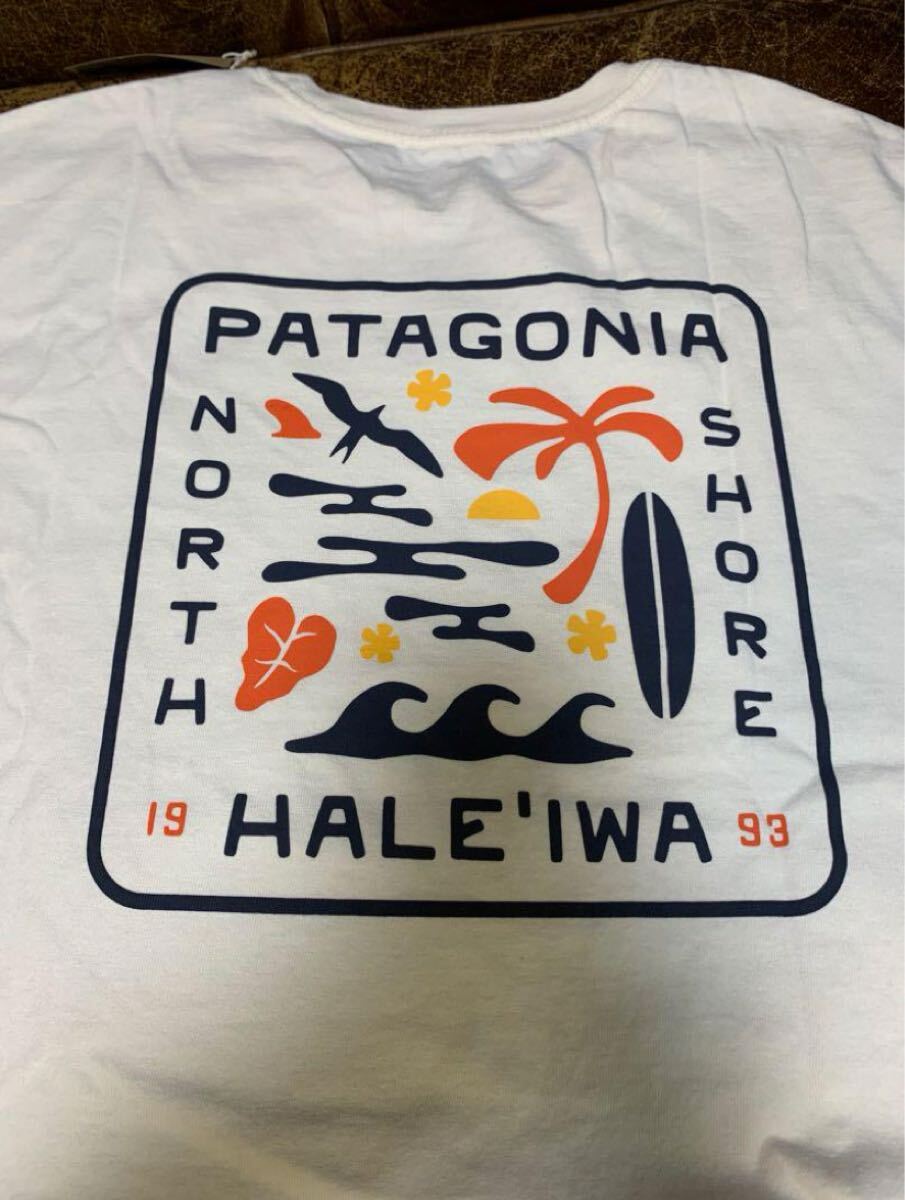 PATAGONIA
NORTH
SHORE
19 HALE'IWA 93